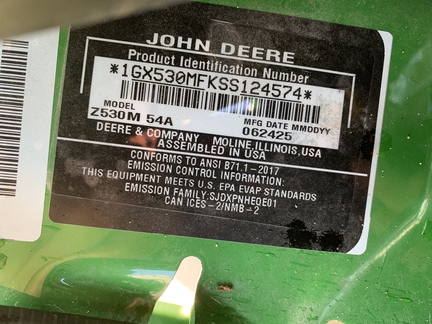 JOHN DEERE
Product Identification Number
*1GX530MFKSS124574*
MODEL
Z530M 54A
MFG DATE MMDDYY
062425
DEERE & COMPANY MOLINE,ILLINOIS,USA
ASSEMBLED IN USA
CONFORMS TO ANSI B71.1-2017
EMISSION CONTROL INFORMATION:
THIS EQUIPMENT MEETS U.S. EPA EVAP STANDARDS
EMISSION FAMILY:SJDXPNHEQE01
CAN ICES-2/NMB-2